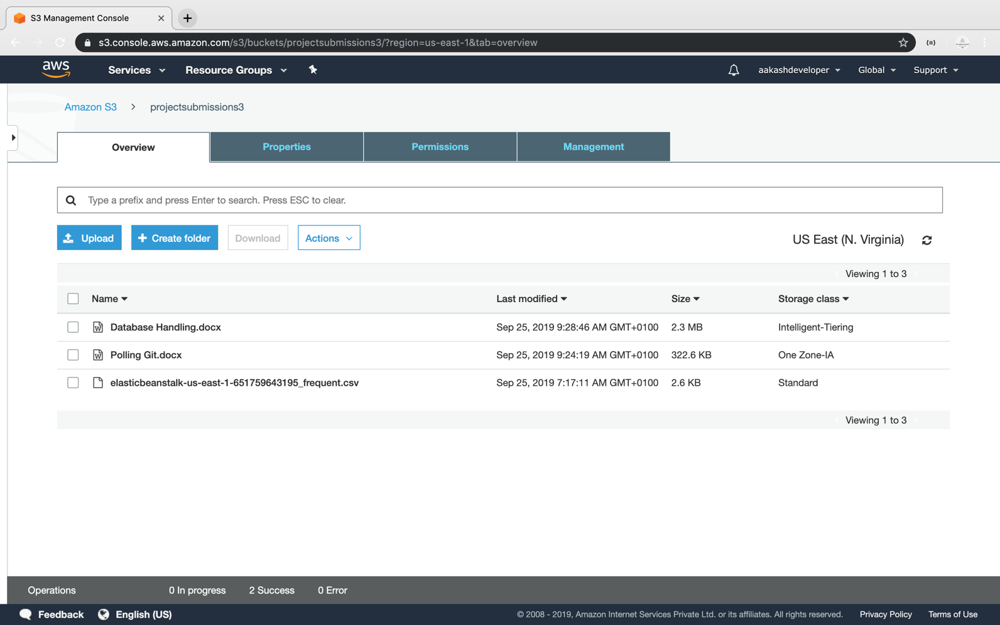 S3 Management Console
s3.console.aws.amazon.com/s3/buckets/projectsubmissions3/?region=us-east-1&tab=overview
aws Services Resource Groups aakashdeveloper Global Support
Amazon S3 > projectsubmissions3
Overview Properties Permissions Management
Type a prefix and press Enter to search. Press ESC to clear.
Upload + Create folder Download Actions US East (N. Virginia)
Viewing 1 to 3
Name Last modified Size Storage class
Database Handling.docx Sep 25, 2019 9:28:46 AM GMT+0100 2.3 MB Intelligent-Tiering
Polling Git.docx Sep 25, 2019 9:24:19 AM GMT+0100 322.6 KB One Zone-IA
elasticbeanstalk-us-east-1-651759643195_frequent.csv Sep 25, 2019 7:17:11 AM GMT+0100 2.6 KB Standard
Viewing 1 to 3
Operations 0 In progress 2 Success 0 Error
Feedback English (US) © 2008 - 2019, Amazon Internet Services Private Ltd. or its affiliates. All rights reserved. Privacy Policy Terms of Use